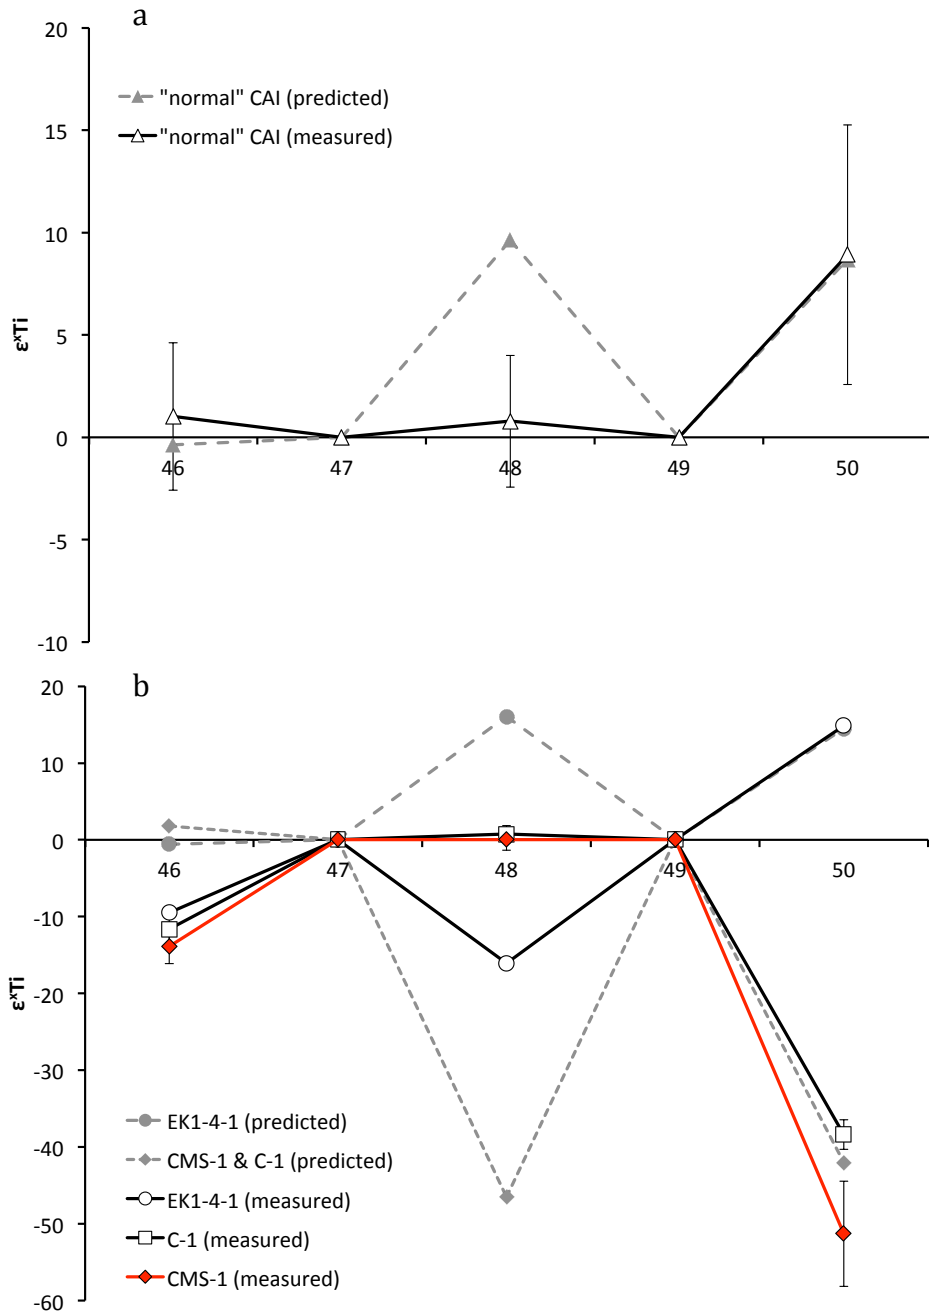 a
20
"normal" CAI (predicted)
"normal" CAI (measured)
15
10
5
0
-5
-10
46
47
48
49
50
εˣTi
b
20
10
0
-10
-20
-30
-40
-50
-60
46
47
48
49
50
εˣTi
EK1-4-1 (predicted)
CMS-1 & C-1 (predicted)
EK1-4-1 (measured)
C-1 (measured)
CMS-1 (measured)